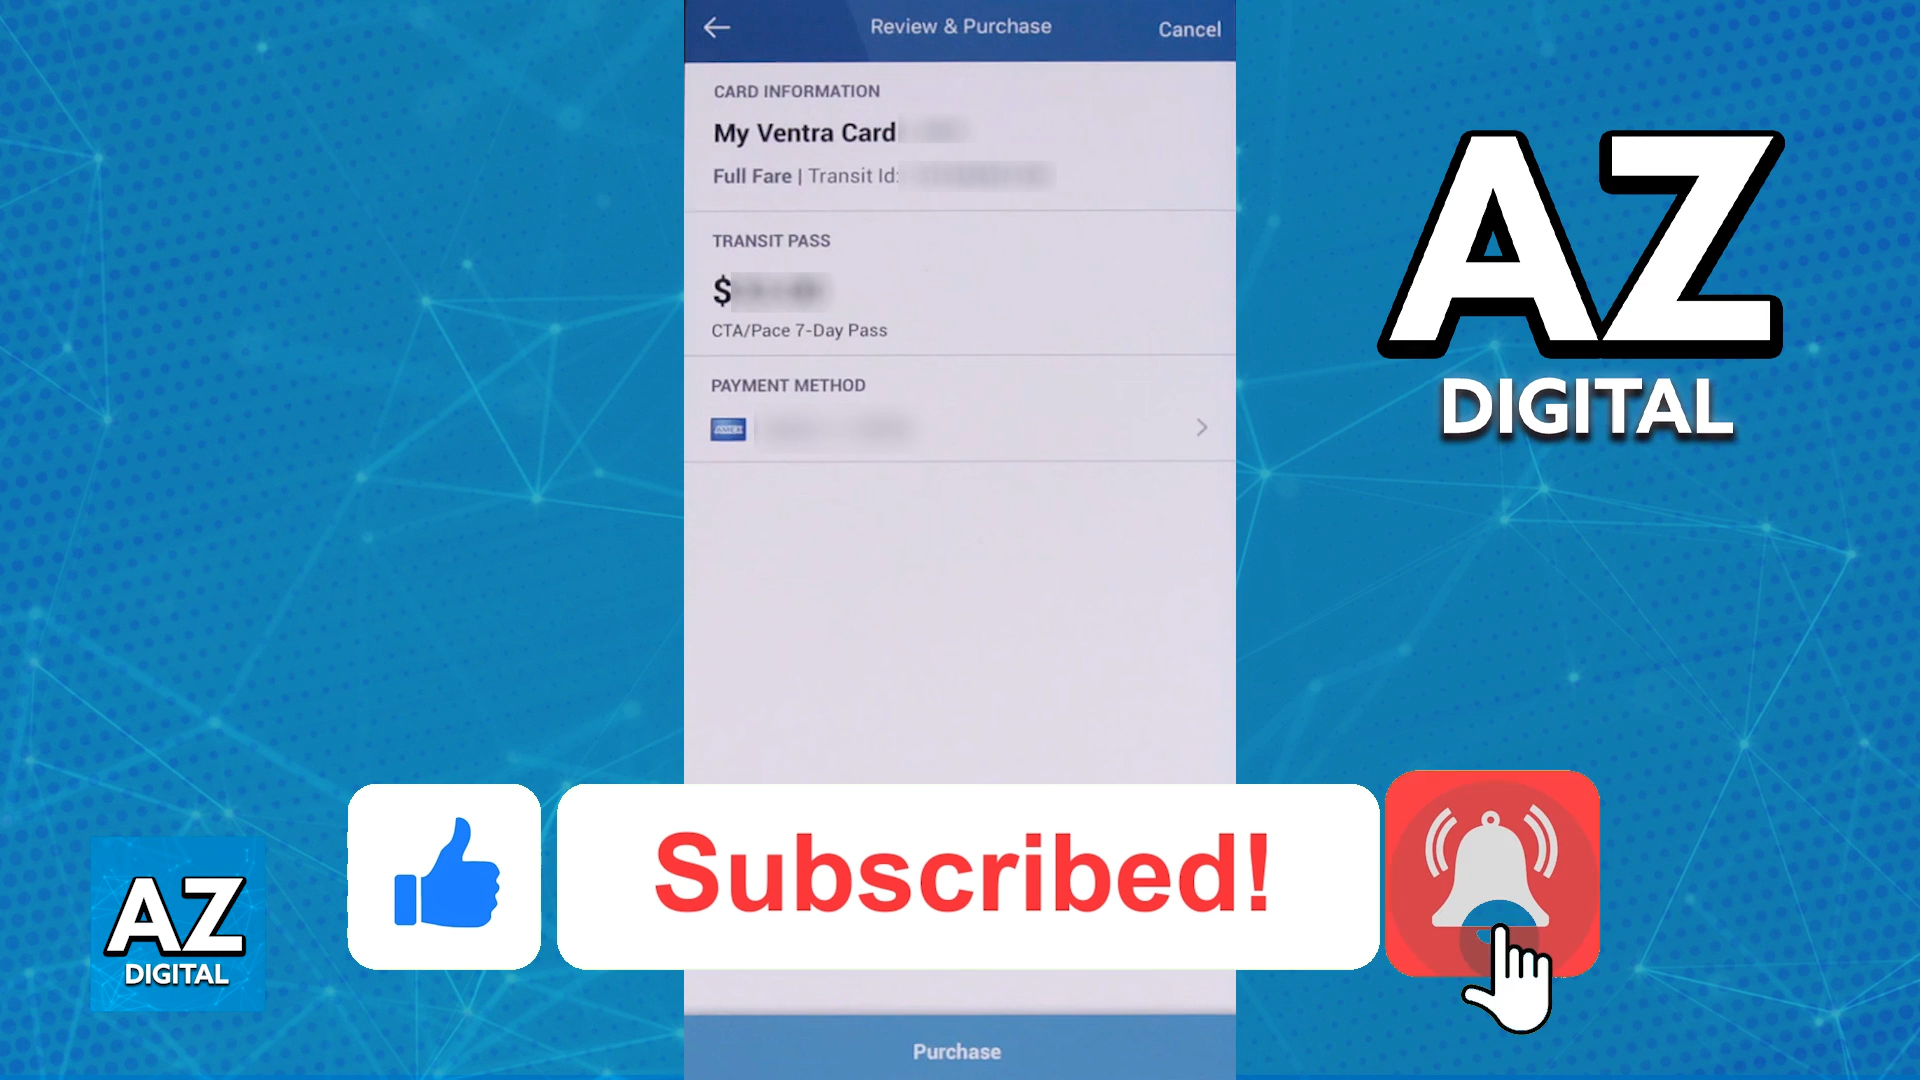 Review & Purchase
Cancel
CARD INFORMATION
My Ventra Card
Full Fare | Transit Id:
TRANSIT PASS
$
CTA/Pace 7-Day Pass
PAYMENT METHOD
AMEX
AZ
DIGITAL
Subscribed!
AZ
DIGITAL
Purchase